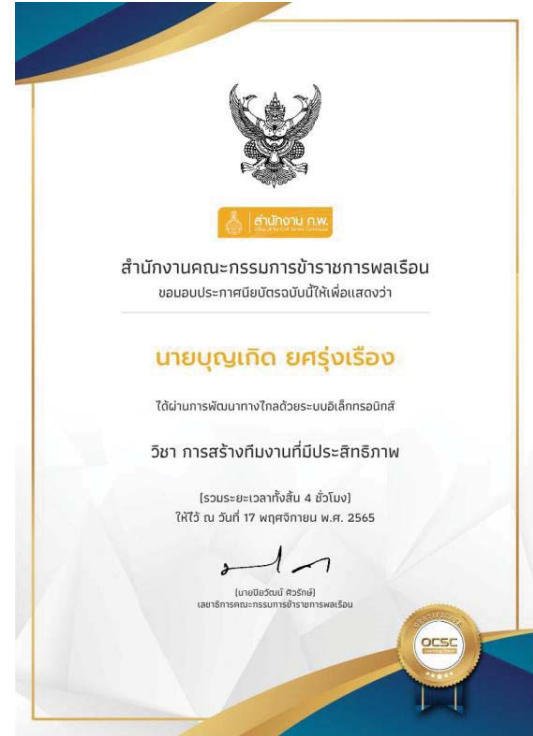 สำนักงาน ก.พ.
สำนักงานคณะกรรมการข้าราชการพลเรือน
ขอมอบประกาศนียบัตรฉบับนี้ให้เพื่อแสดงว่า
นายบุญเกิด ยศรุ่งเรือง
ได้ผ่านการพัฒนาทางไกลด้วยระบบอิเล็กทรอนิกส์
วิชา การสร้างทีมงานที่มีประสิทธิภาพ
(รวมระยะเวลาทั้งสิ้น 4 ชั่วโมง)
ให้ไว้ ณ วันที่ 17 พฤศจิกายน พ.ศ. 2565
(นายปิยวัฒน์ ศิวรักษ์)
เลขาธิการคณะกรรมการข้าราชการพลเรือน
OCSC